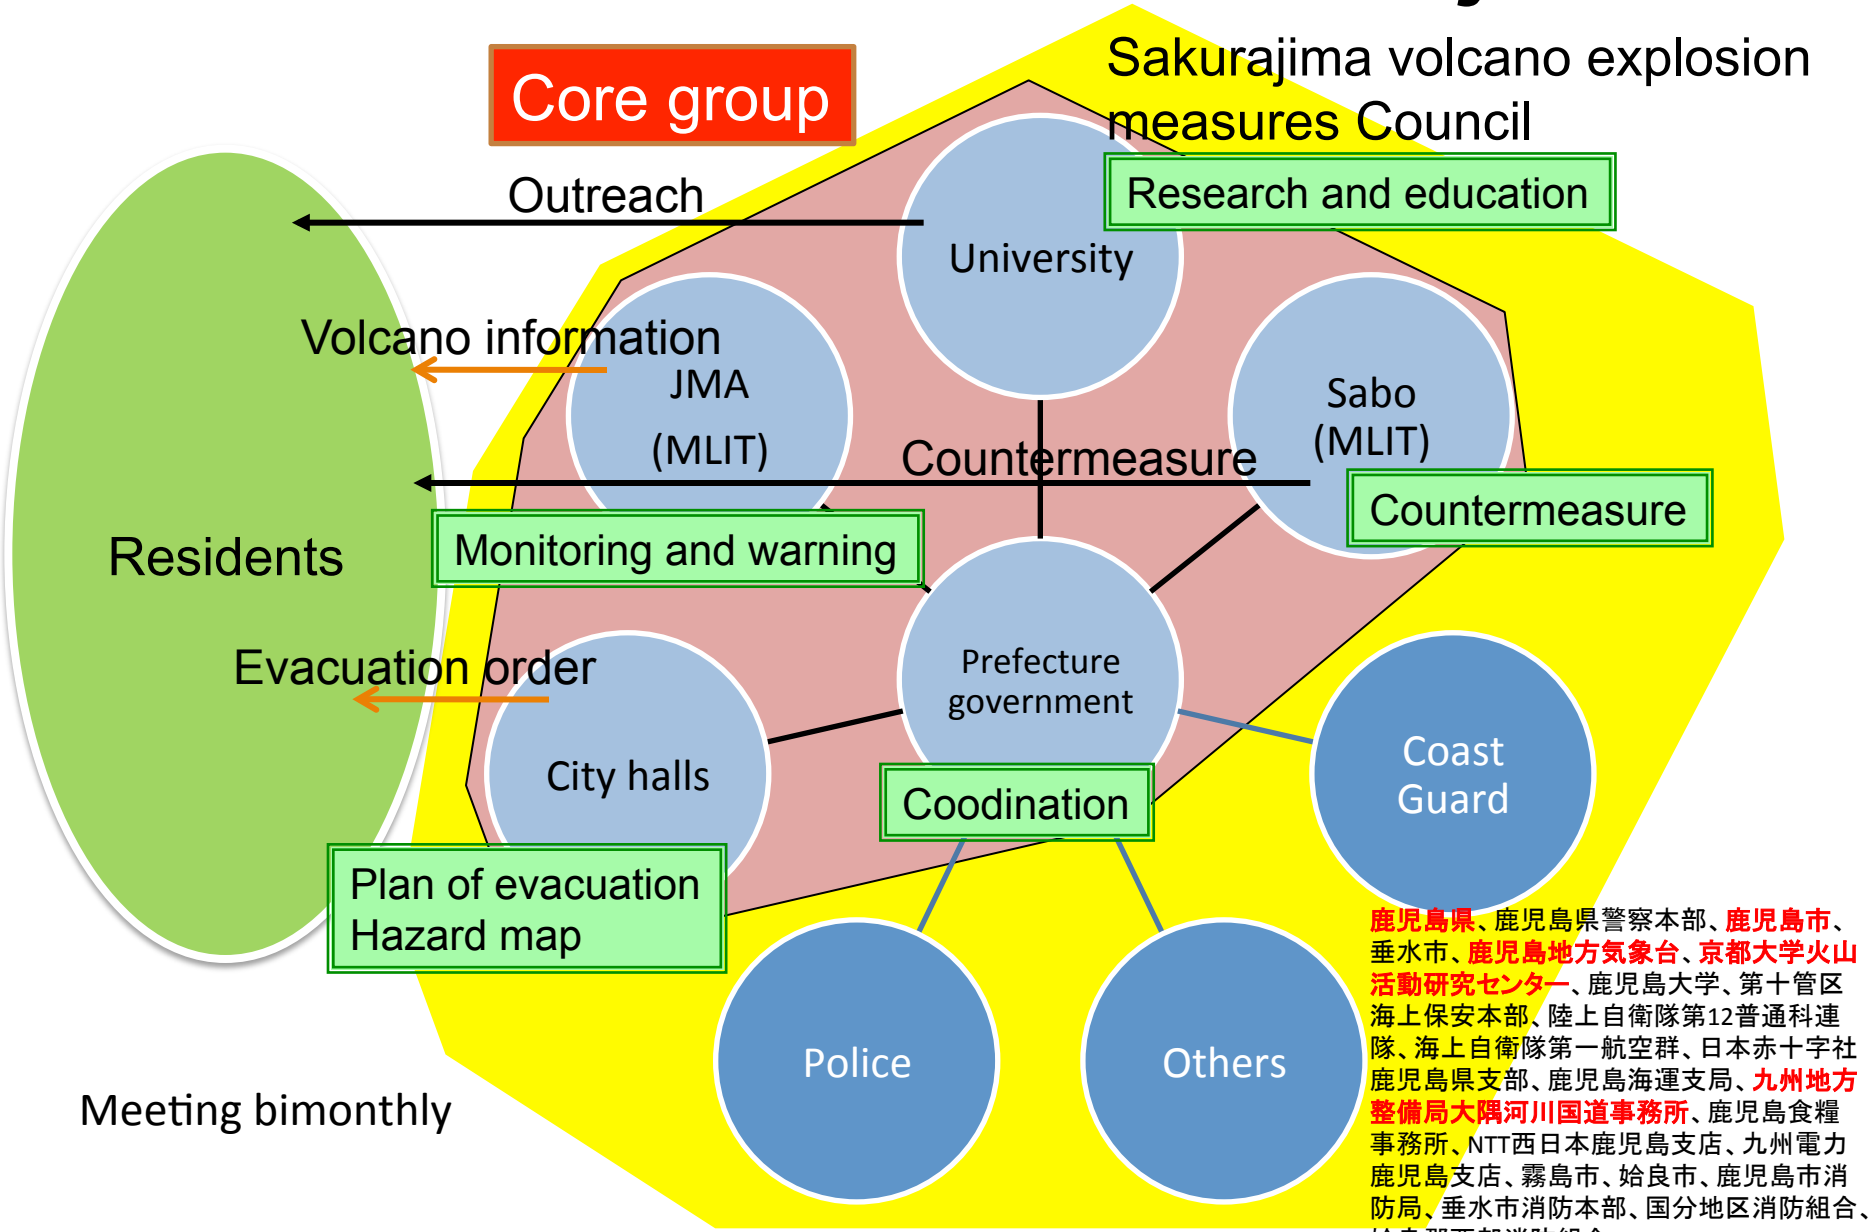 Sakurajima volcano explosion
measures Council
Core group
Research and education
Outreach
University
Volcano information
JMA
(MLIT)
Sabo
(MLIT)
Countermeasure
Countermeasure
Monitoring and warning
Residents
Evacuation order
Prefecture
government
City halls
Coodination
Coast
Guard
Plan of evacuation
Hazard map
Police
Others
Meeting bimonthly
鹿児島県、鹿児島県警察本部、鹿児島市、
垂水市、鹿児島地方気象台、京都大学火山
活動研究センター、鹿児島大学、第十管区
海上保安本部、陸上自衛隊第12普通科連
隊、海上自衛隊第一航空群、日本赤十字社
鹿児島県支部、鹿児島海運支局、九州地方
整備局大隅河川国道事務所、鹿児島食糧
事務所、NTT西日本鹿児島支店、九州電力
鹿児島支店、霧島市、姶良市、鹿児島市消
防局、垂水市消防本部、国分地区消防組合、